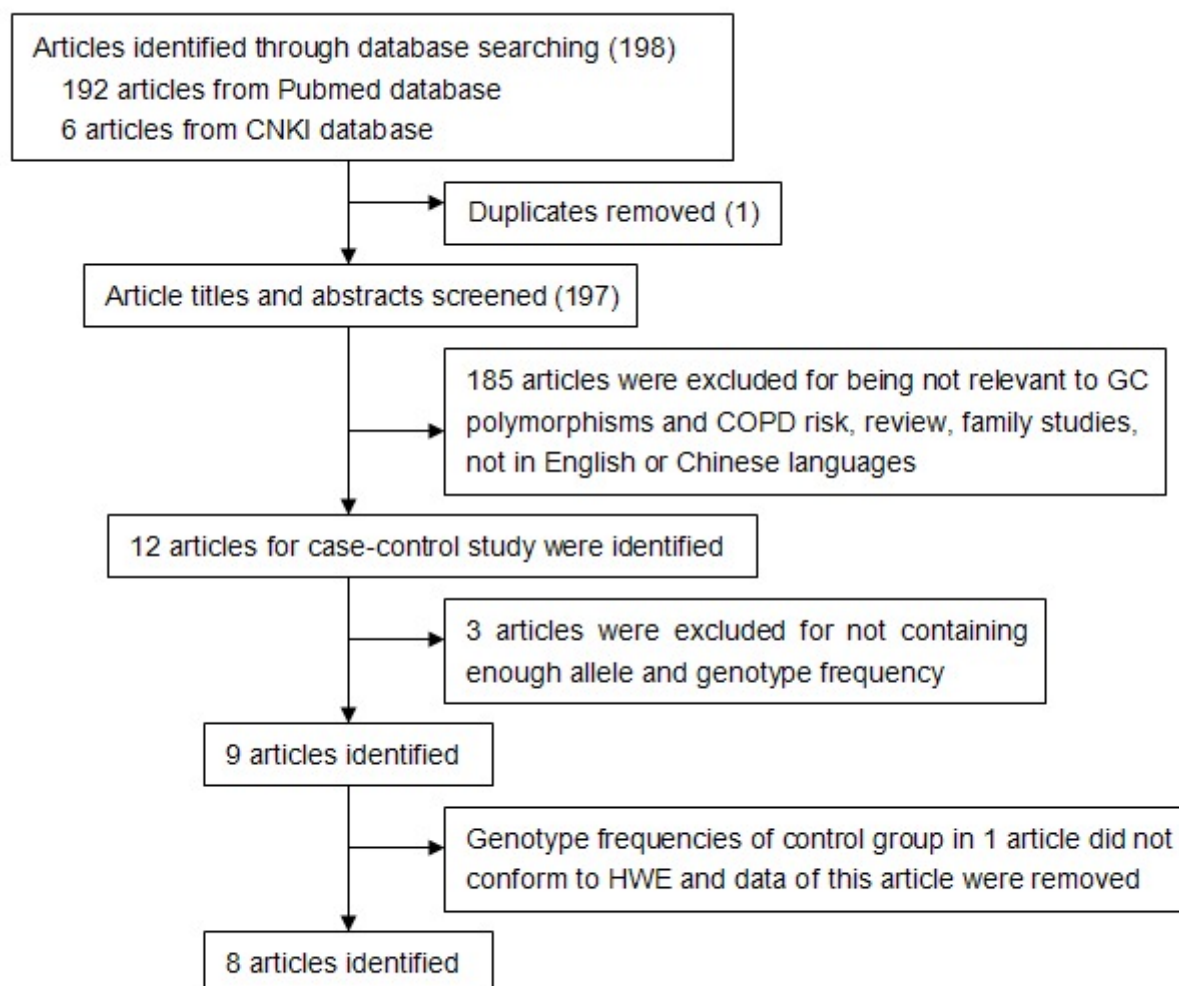 Articles identified through database searching (198)
192 articles from Pubmed database
6 articles from CNKI database
Duplicates removed (1)
Article titles and abstracts screened (197)
185 articles were excluded for being not relevant to GC
polymorphisms and COPD risk, review, family studies,
not in English or Chinese languages
12 articles for case-control study were identified
3 articles were excluded for not containing
enough allele and genotype frequency
9 articles identified
Genotype frequencies of control group in 1 article did not
conform to HWE and data of this article were removed
8 articles identified